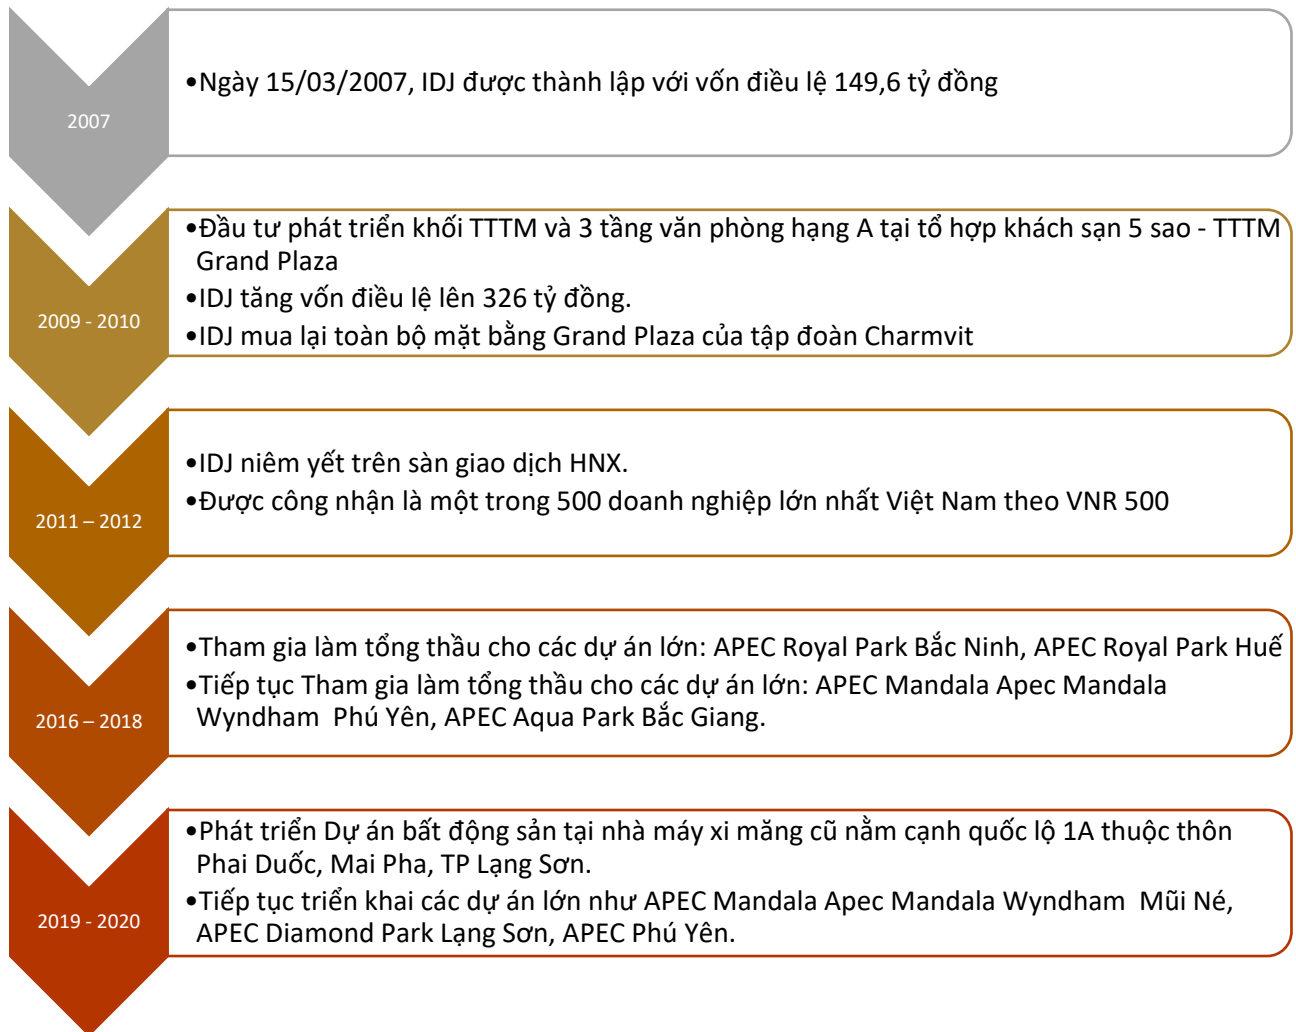 2007
•Ngày 15/03/2007, IDJ được thành lập với vốn điều lệ 149,6 tỷ đồng
2009 - 2010
•Đầu tư phát triển khối TTTM và 3 tầng văn phòng hạng A tại tổ hợp khách sạn 5 sao - TTTM
Grand Plaza
•IDJ tăng vốn điều lệ lên 326 tỷ đồng.
•IDJ mua lại toàn bộ mặt bằng Grand Plaza của tập đoàn Charmvit
2011 – 2012
•IDJ niêm yết trên sàn giao dịch HNX.
•Được công nhận là một trong 500 doanh nghiệp lớn nhất Việt Nam theo VNR 500
2016 – 2018
•Tham gia làm tổng thầu cho các dự án lớn: APEC Royal Park Bắc Ninh, APEC Royal Park Huế
•Tiếp tục Tham gia làm tổng thầu cho các dự án lớn: APEC Mandala Apec Mandala
Wyndham  Phú Yên, APEC Aqua Park Bắc Giang.
2019 - 2020
•Phát triển Dự án bất động sản tại nhà máy xi măng cũ nằm cạnh quốc lộ 1A thuộc thôn
Phai Duốc, Mai Pha, TP Lạng Sơn.
•Tiếp tục triển khai các dự án lớn như APEC Mandala Apec Mandala Wyndham  Mũi Né,
APEC Diamond Park Lạng Sơn, APEC Phú Yên.